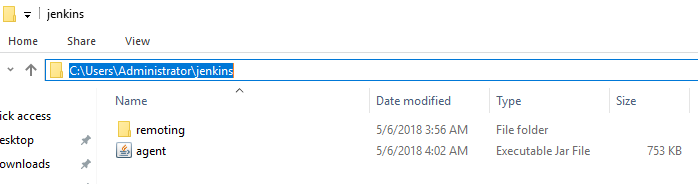 jenkins
Home Share View
C:\Users\Administrator\jenkins
Name Date modified Type Size
ick access
esktop
ownloads
remoting 5/6/2018 3:56 AM File folder
agent 5/6/2018 4:02 AM Executable Jar File 753 KB